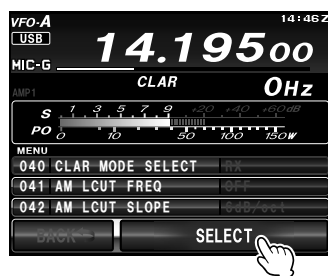 VFO-A 14:46Z
USB 14.19500
MIC-G
CLAR 0Hz
AMP1
S 1 3 5 7 9 +20 +40 +60dB
PO 0 10 50 100 150W
MENU
040 CLAR MODE SELECT RX
041 AM LCUT FREQ OFF
042 AM LCUT SLOPE 6dB/oct
BACK SELECT